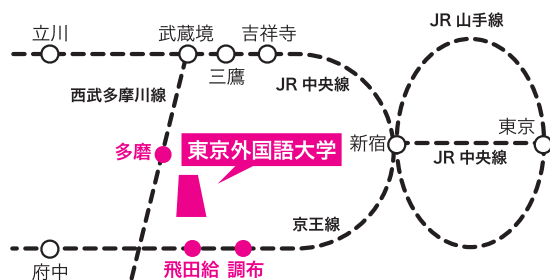 JR 山手線
立川
武蔵境
吉祥寺
三鷹
JR 中央線
西武多摩川線
多磨
東京外国語大学
新宿
東京
JR 中央線
京王線
府中
飛田給
調布